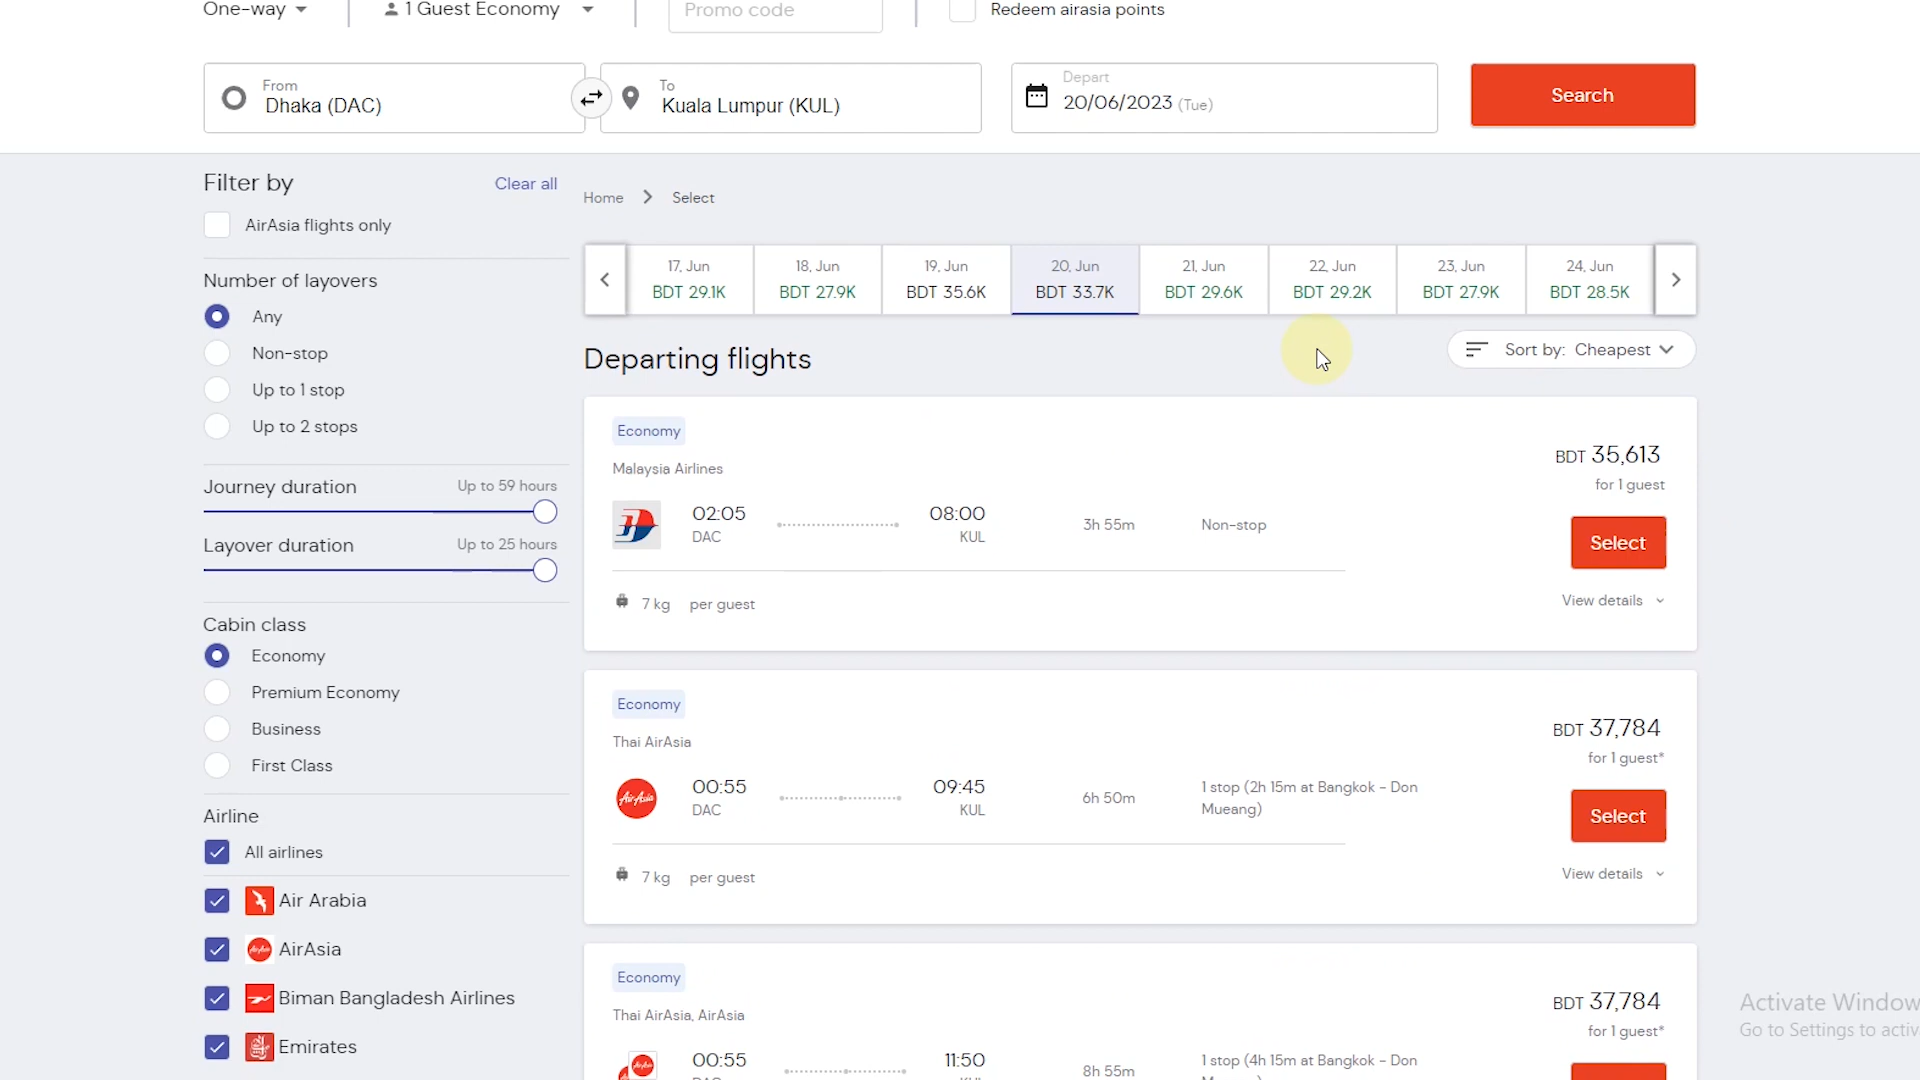 One-way
1 Guest Economy
Promo code
Redeem airasia points
From
Dhaka (DAC)
To
Kuala Lumpur (KUL)
Depart
20/06/2023 (Tue)
Search
Filter by
Clear all
AirAsia flights only
Number of layovers
Any
Non-stop
Up to 1 stop
Up to 2 stops
Journey duration
Up to 59 hours
Layover duration
Up to 25 hours
Cabin class
Economy
Premium Economy
Business
First Class
Airline
All airlines
Air Arabia
AirAsia
Biman Bangladesh Airlines
Emirates
Home
Select
17, Jun
BDT 29.1K
18, Jun
BDT 27.9K
19, Jun
BDT 35.6K
20, Jun
BDT 33.7K
21, Jun
BDT 29.6K
22, Jun
BDT 29.2K
23, Jun
BDT 27.9K
24, Jun
BDT 28.5K
Departing flights
Sort by: Cheapest
Economy
Malaysia Airlines
02:05
DAC
08:00
KUL
3h 55m
Non-stop
7 kg per guest
BDT 35,613
for 1 guest
Select
View details
Economy
Thai AirAsia
AirAsia
00:55
DAC
09:45
KUL
6h 50m
1 stop (2h 15m at Bangkok - Don
Mueang)
7 kg per guest
BDT 37,784
for 1 guest*
Select
View details
Economy
Thai AirAsia, AirAsia
00:55
11:50
8h 55m
1 stop (4h 15m at Bangkok - Don
BDT 37,784
for 1 guest*
Activate Window
Go to Settings to activ